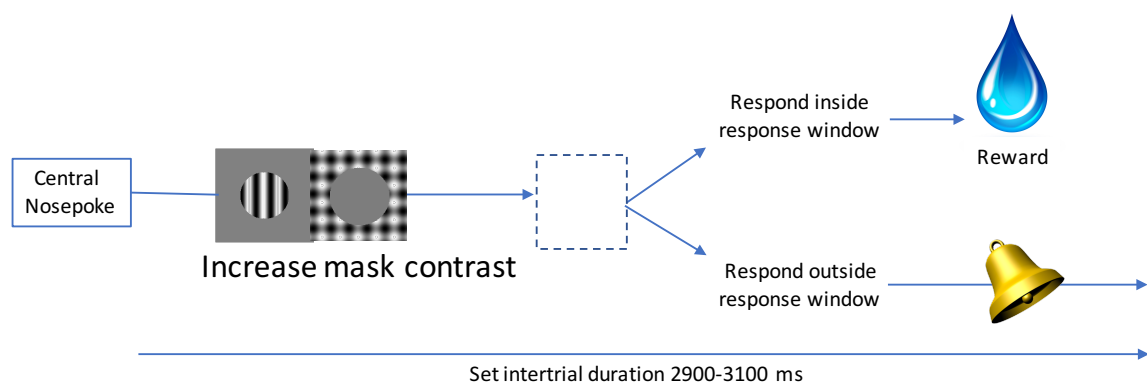 Central
Nosepoke
Increase mask contrast
Respond inside
response window
Reward
Respond outside
response window
Set intertrial duration 2900-3100 ms